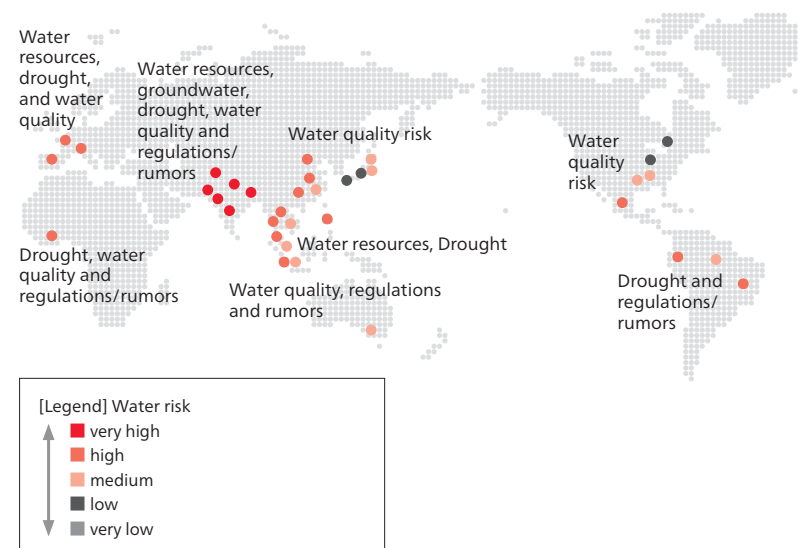 Water
resources,
drought,
and water
quality
Water resources,
groundwater,
drought, water
quality and
regulations/
rumors
Water quality risk
Water
quality
risk
Drought, water
quality and
regulations/rumors
Water resources, Drought
Water quality, regulations
and rumors
Drought and
regulations/
rumors
[Legend] Water risk
very high
high
medium
low
very low